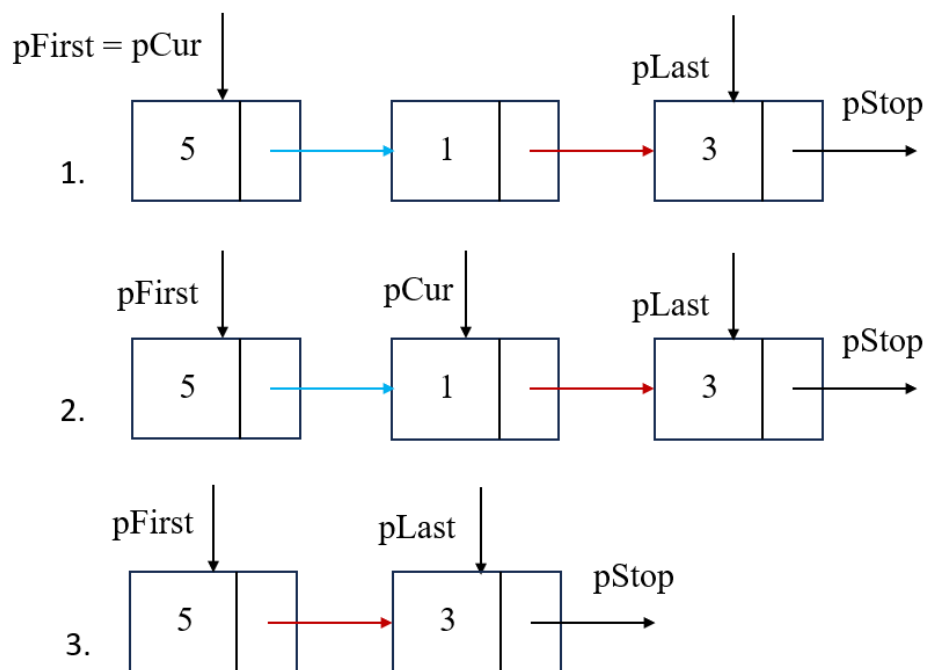 pFirst = pCur
pLast
pStop
1.
5
1
3
pFirst
pCur
pLast
pStop
2.
5
1
3
pFirst
pLast
pStop
3.
5
3